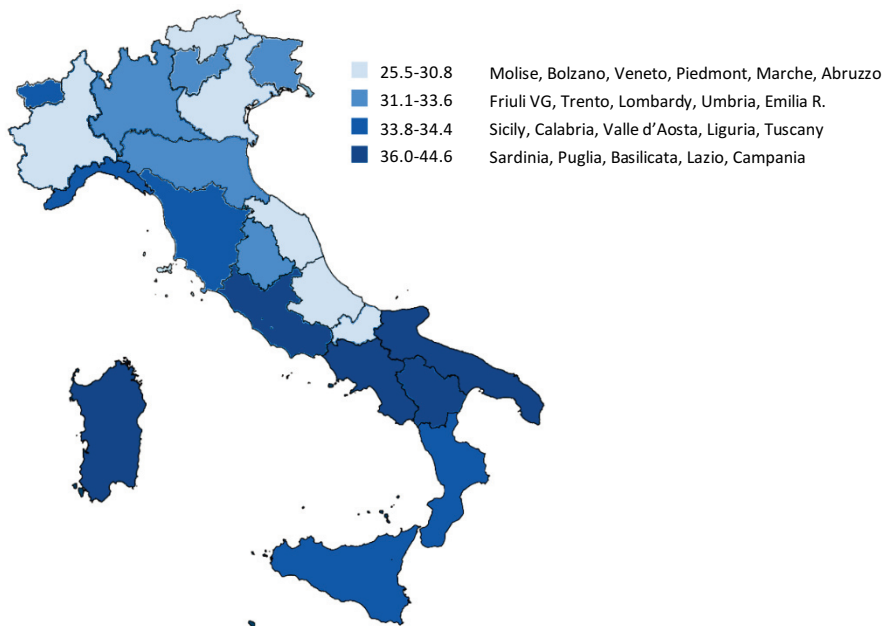 25.5-30.8 Molise, Bolzano, Veneto, Piedmont, Marche, Abruzzo
31.1-33.6 Friuli VG, Trento, Lombardy, Umbria, Emilia R.
33.8-34.4 Sicily, Calabria, Valle d’Aosta, Liguria, Tuscany
36.0-44.6 Sardinia, Puglia, Basilicata, Lazio, Campania